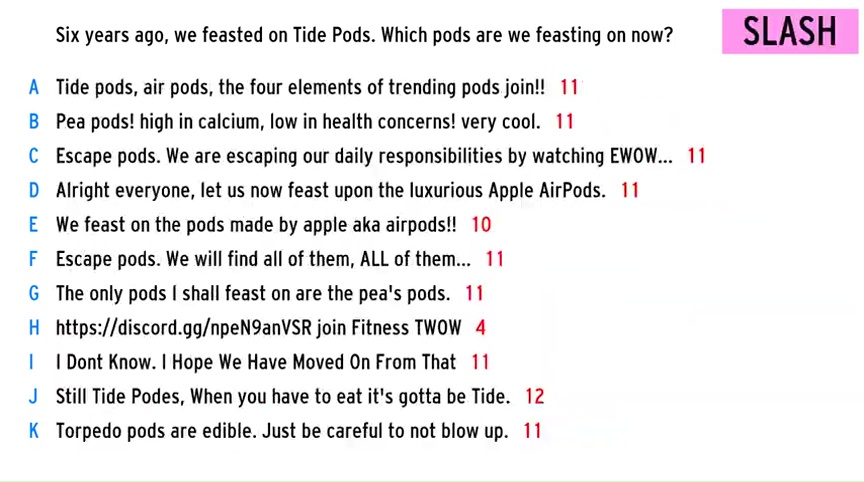 Six years ago, we feasted on Tide Pods. Which pods are we feasting on now?
SLASH
A Tide pods, air pods, the four elements of trending pods join!! 11
B Pea pods! high in calcium, low in health concerns! very cool. 11
C Escape pods. We are escaping our daily responsibilities by watching EWOW... 11
D Alright everyone, let us now feast upon the luxurious Apple AirPods. 11
E We feast on the pods made by apple aka airpods!! 10
F Escape pods. We will find all of them, ALL of them... 11
G The only pods I shall feast on are the pea's pods. 11
H https://discord.gg/npeN9anVSR join Fitness TWOW 4
I I Dont Know. I Hope We Have Moved On From That 11
J Still Tide Podes, When you have to eat it's gotta be Tide. 12
K Torpedo pods are edible. Just be careful to not blow up. 11